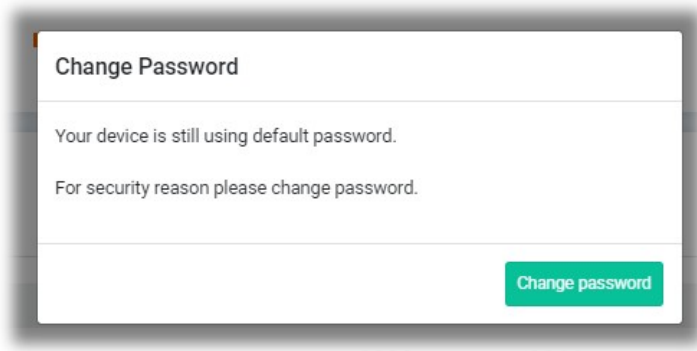 Change Password
Your device is still using default password.
For security reason please change password.
Change password